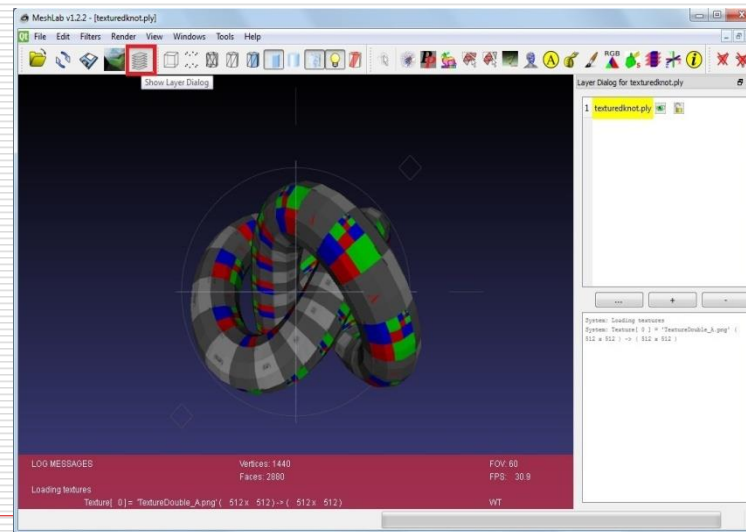 MeshLab v1.2.2 - [texturedknot.ply]
File Edit Filters Render View Windows Tools Help
RGB
Show Layer Dialog
Layer Dialog for texturedknot.ply
1 texturedknot.ply
... + -
System: Loading textures
System: Texture[ 0 ] = 'TextureDouble_A.png' (
512 x 512 ) -> ( 512 x 512 )
LOG MESSAGES
Vertices: 1440
FOV: 60
Faces: 2880
FPS: 30.9
Loading textures
Texture[ 0]= 'TextureDouble_A.png'( 512 x 512)-> ( 512 x 512)
WT